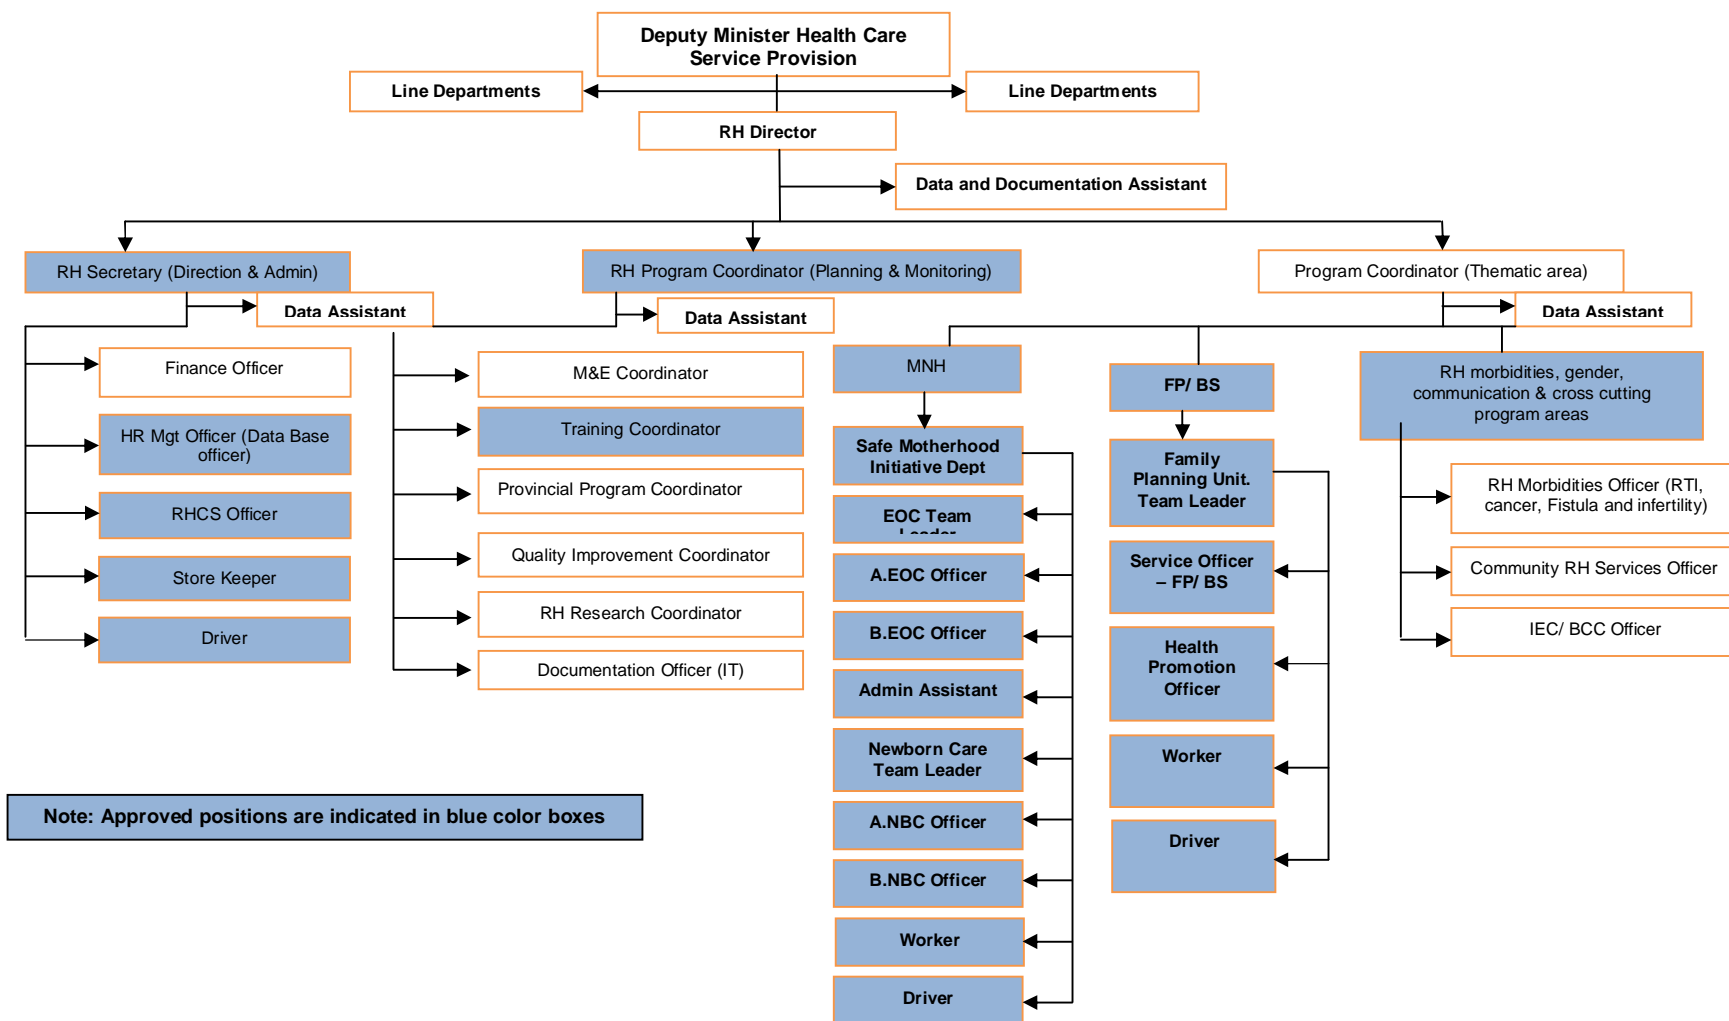 Deputy Minister Health Care
Service Provision
Line Departments
Line Departments
RH Director
Data and Documentation Assistant
RH Secretary (Direction & Admin)
RH Program Coordinator (Planning & Monitoring)
Program Coordinator (Thematic area)
Data Assistant
Data Assistant
Data Assistant
Finance Officer
HR Mgt Officer (Data Base
officer)
RHCS Officer
Store Keeper
Driver
M&E Coordinator
Training Coordinator
Provincial Program Coordinator
Quality Improvement Coordinator
RH Research Coordinator
Documentation Officer (IT)
MNH
Safe Motherhood
Initiative Dept
EOC Team
Leader
A.EOC Officer
B.EOC Officer
Admin Assistant
Newborn Care
Team Leader
A.NBC Officer
B.NBC Officer
Worker
Driver
FP/ BS
Family
Planning Unit.
Team Leader
Service Officer
– FP/ BS
Health
Promotion
Officer
Worker
Driver
RH morbidities, gender,
communication & cross cutting
program areas
RH Morbidities Officer (RTI,
cancer, Fistula and infertility)
Community RH Services Officer
IEC/ BCC Officer
Note: Approved positions are indicated in blue color boxes